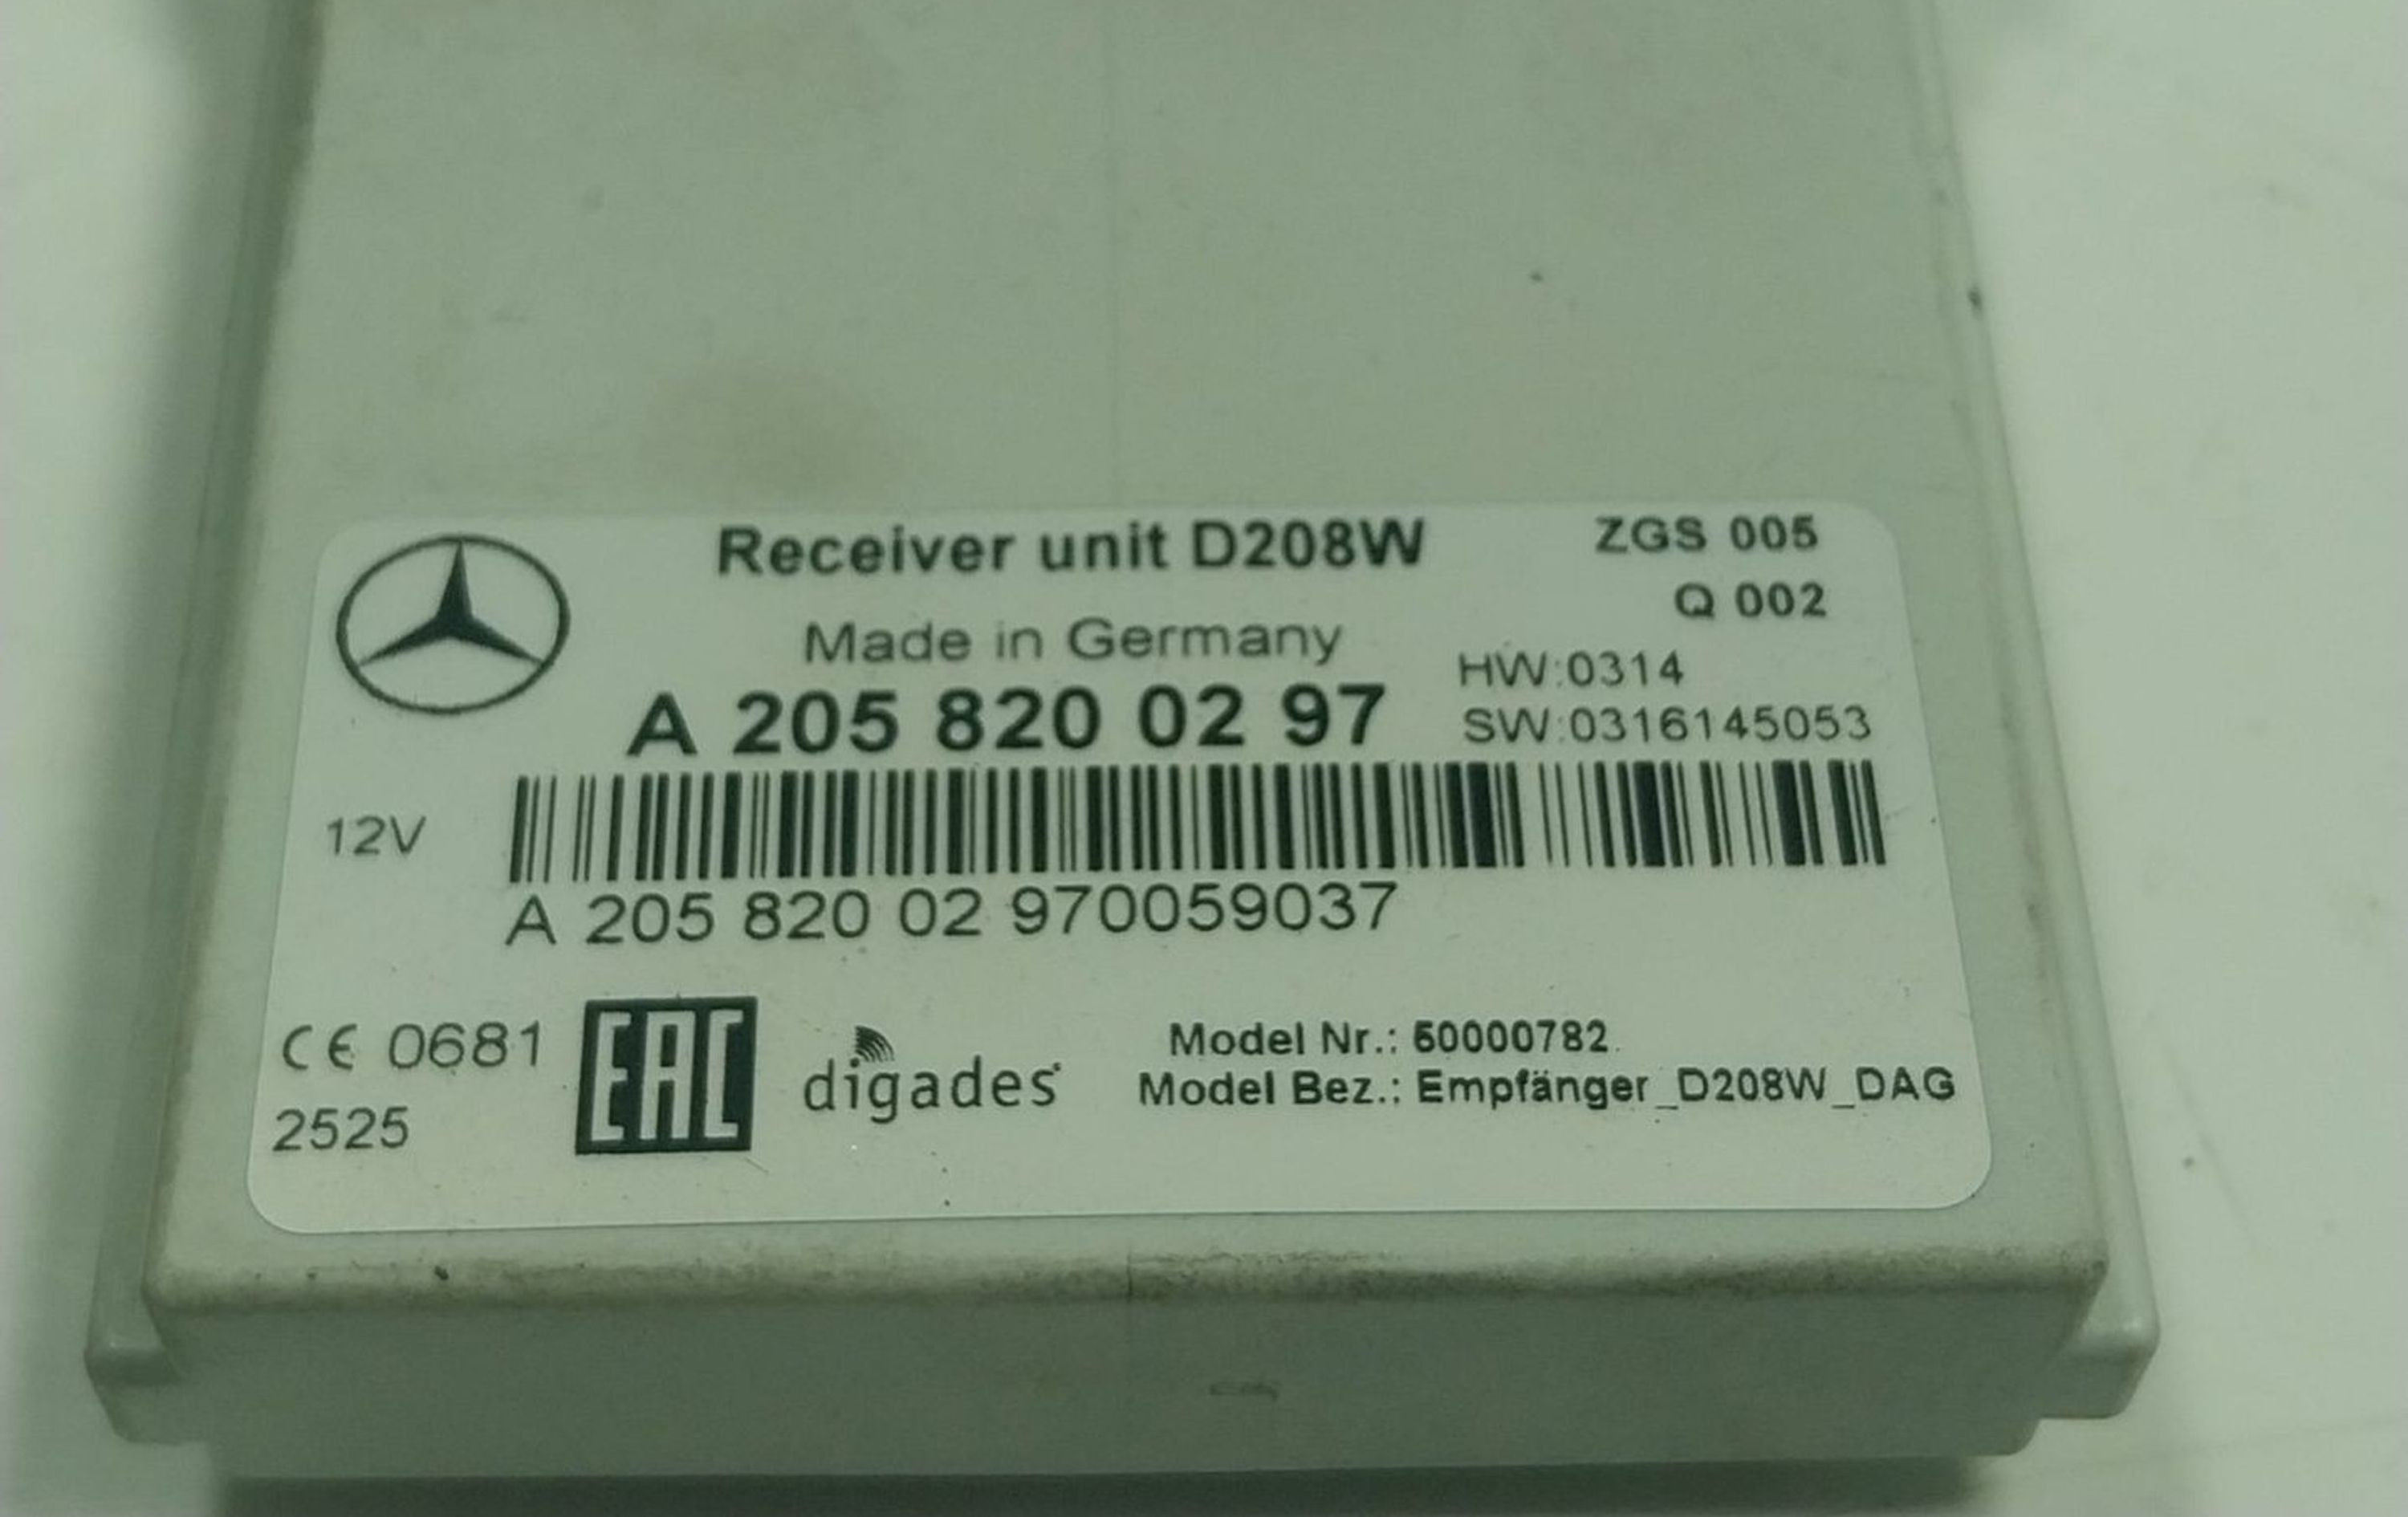 Receiver unit D208W
ZGS 005
Q 002
Made in Germany
HW:0314
A 205 820 02 97
SW:0316145053
12V
A 205 820 02 970059037
CE 0681
2525
EAC
digades
Model Nr.: 60000782
Model Bez.: Empfänger_D208W_DAG